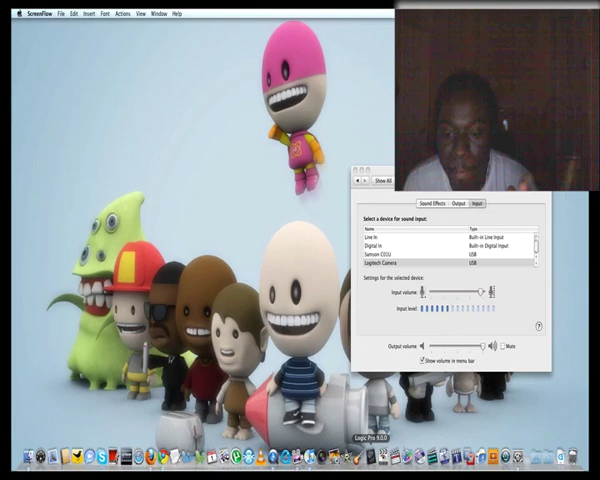 ScreenFlow File Edit Insert Font Actions View Window Help
Show All
Sound Effects Output Input
Select a device for sound input:
Name Type
Line In Built-in Line Input
Digital In Built-in Digital Input
Samson C01U USB
Logitech Camera USB
Settings for the selected device:
Input volume:
Input level:
?
Output volume: Mute
Show volume in menu bar
Logic Pro 9.0.0